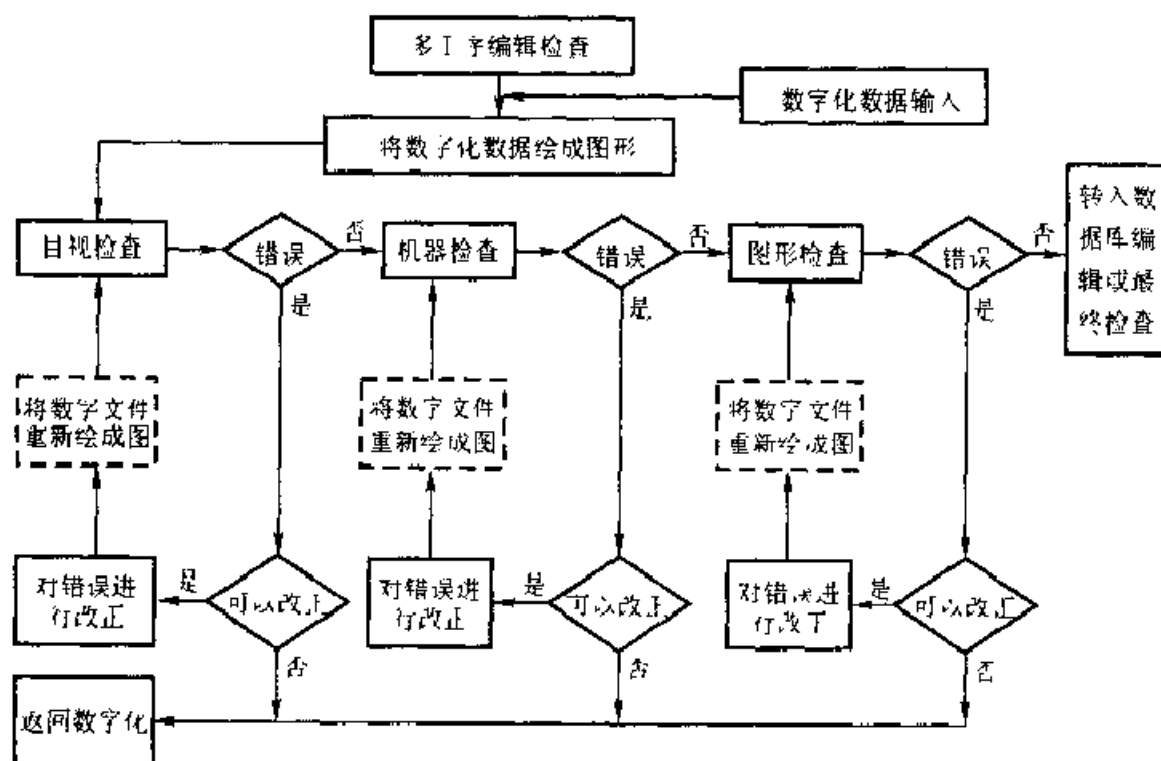 多工序编辑检查
数字化数据输入
将数字化数据绘成图形
目视检查
错误
否
机器检查
错误
否
图形检查
错误
否
转入数
据库编
辑或最
终检查
是
是
是
将数字文件
重新绘成图
将数字文件
重新绘成图
将数字文件
重新绘成图
对错误进
行改正
是
可以改正
对错误进
行改正
是
可以改正
对错误进
行改正
是
可以改正
否
否
否
返回数字化